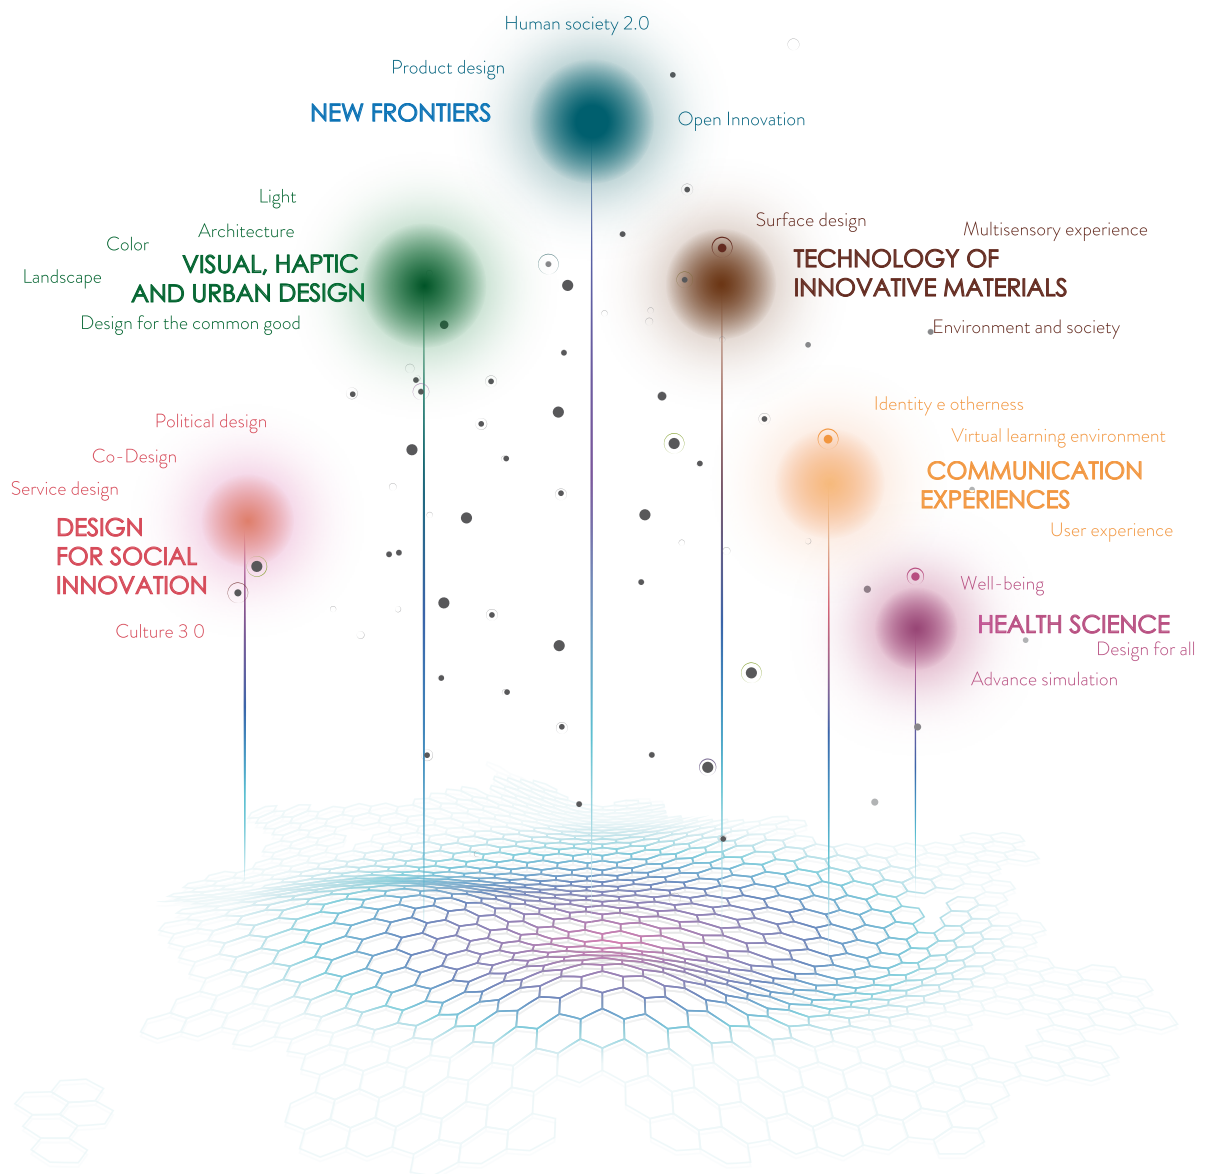 Human society 2.0
Product design
NEW FRONTIERS
Open Innovation
Light
Architecture
Color
VISUAL, HAPTIC
Landscape
AND URBAN DESIGN
Design for the common good
Surface design
Multisensory experience
TECHNOLOGY OF
INNOVATIVE MATERIALS
Environment and society
Political design
Co-Design
Service design
DESIGN
FOR SOCIAL
INNOVATION
Culture 3 0
Identity e otherness
Virtual learning environment
COMMUNICATION
EXPERIENCES
User experience
Well-being
HEALTH SCIENCE
Design for all
Advance simulation